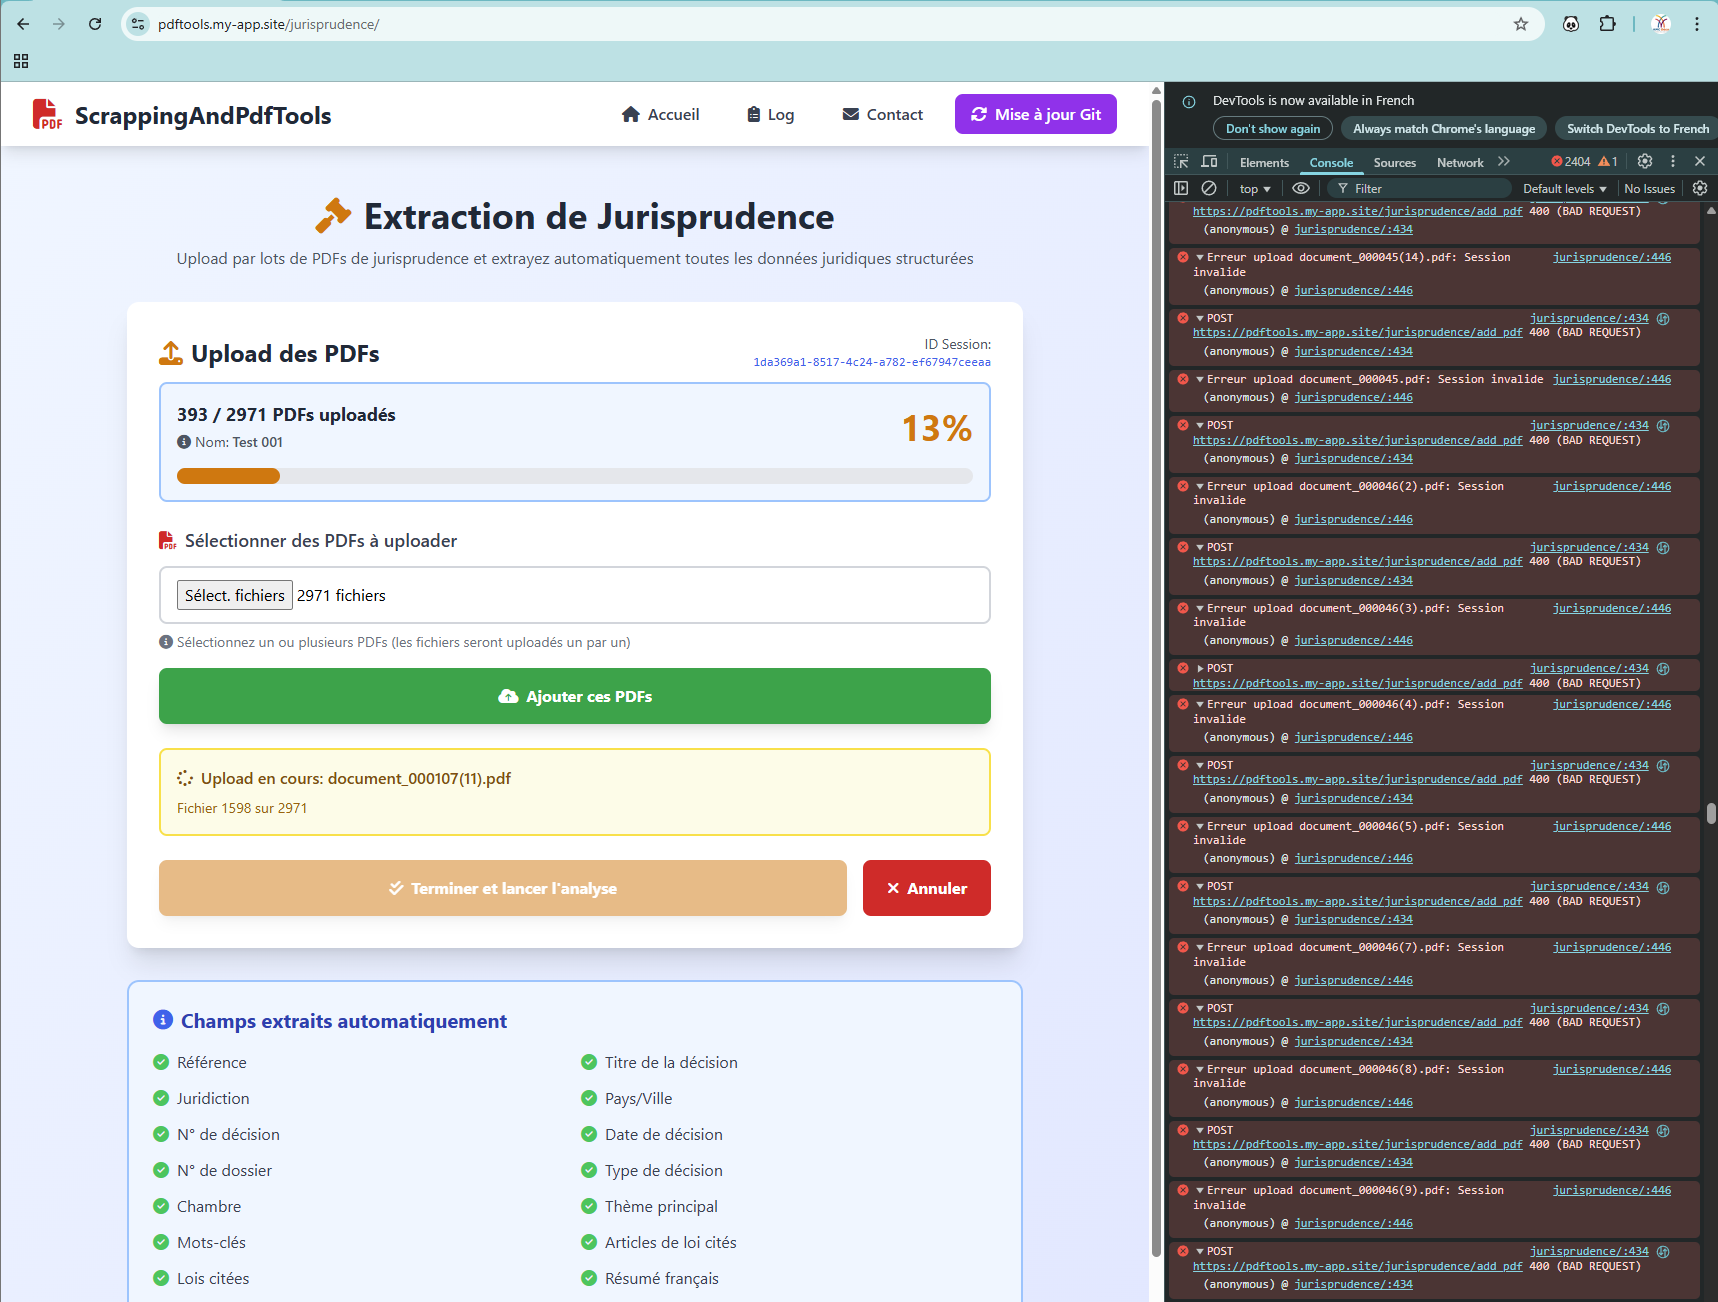 pdftools.my-app.site/jurisprudence/
PDF
ScrappingAndPdfTools
Accueil
Log
Contact
Mise à jour Git
Extraction de Jurisprudence
Upload par lots de PDFs de jurisprudence et extrayez automatiquement toutes les données juridiques structurées
Upload des PDFs
ID Session:
1da369a1-8517-4c24-a782-ef67947ceeaa
393 / 2971 PDFs uploadés
Nom: Test 001
13%
PDF
Sélectionner des PDFs à uploader
Sélect. fichiers 2971 fichiers
Sélectionnez un ou plusieurs PDFs (les fichiers seront uploadés un par un)
Ajouter ces PDFs
Upload en cours: document_000107(11).pdf
Fichier 1598 sur 2971
Terminer et lancer l'analyse
Annuler
Champs extraits automatiquement
Référence
Titre de la décision
Juridiction
Pays/Ville
N° de décision
Date de décision
N° de dossier
Type de décision
Chambre
Thème principal
Mots-clés
Articles de loi cités
Lois citées
Résumé français
DevTools is now available in French
Don't show again
Always match Chrome's language
Switch DevTools to French
Elements
Console
Sources
Network
2404
1
top
Filter
Default levels
No Issues
https://pdftools.my-app.site/jurisprudence/add_pdf 400 (BAD REQUEST)
(anonymous) @ jurisprudence/:434
Erreur upload document_000045(14).pdf: Session jurisprudence/:446
invalide
(anonymous) @ jurisprudence/:446
POST jurisprudence/:434
https://pdftools.my-app.site/jurisprudence/add_pdf 400 (BAD REQUEST)
(anonymous) @ jurisprudence/:434
Erreur upload document_000045.pdf: Session invalide jurisprudence/:446
(anonymous) @ jurisprudence/:446
POST jurisprudence/:434
https://pdftools.my-app.site/jurisprudence/add_pdf 400 (BAD REQUEST)
(anonymous) @ jurisprudence/:434
Erreur upload document_000046(2).pdf: Session jurisprudence/:446
invalide
(anonymous) @ jurisprudence/:446
POST jurisprudence/:434
https://pdftools.my-app.site/jurisprudence/add_pdf 400 (BAD REQUEST)
(anonymous) @ jurisprudence/:434
Erreur upload document_000046(3).pdf: Session jurisprudence/:446
invalide
(anonymous) @ jurisprudence/:446
POST jurisprudence/:434
https://pdftools.my-app.site/jurisprudence/add_pdf 400 (BAD REQUEST)
Erreur upload document_000046(4).pdf: Session jurisprudence/:446
invalide
(anonymous) @ jurisprudence/:446
POST jurisprudence/:434
https://pdftools.my-app.site/jurisprudence/add_pdf 400 (BAD REQUEST)
(anonymous) @ jurisprudence/:434
Erreur upload document_000046(5).pdf: Session jurisprudence/:446
invalide
(anonymous) @ jurisprudence/:446
POST jurisprudence/:434
https://pdftools.my-app.site/jurisprudence/add_pdf 400 (BAD REQUEST)
(anonymous) @ jurisprudence/:434
Erreur upload document_000046(7).pdf: Session jurisprudence/:446
invalide
(anonymous) @ jurisprudence/:446
POST jurisprudence/:434
https://pdftools.my-app.site/jurisprudence/add_pdf 400 (BAD REQUEST)
(anonymous) @ jurisprudence/:434
Erreur upload document_000046(8).pdf: Session jurisprudence/:446
invalide
(anonymous) @ jurisprudence/:446
POST jurisprudence/:434
https://pdftools.my-app.site/jurisprudence/add_pdf 400 (BAD REQUEST)
(anonymous) @ jurisprudence/:434
Erreur upload document_000046(9).pdf: Session jurisprudence/:446
invalide
(anonymous) @ jurisprudence/:446
POST jurisprudence/:434
https://pdftools.my-app.site/jurisprudence/add_pdf 400 (BAD REQUEST)
(anonymous) @ jurisprudence/:434